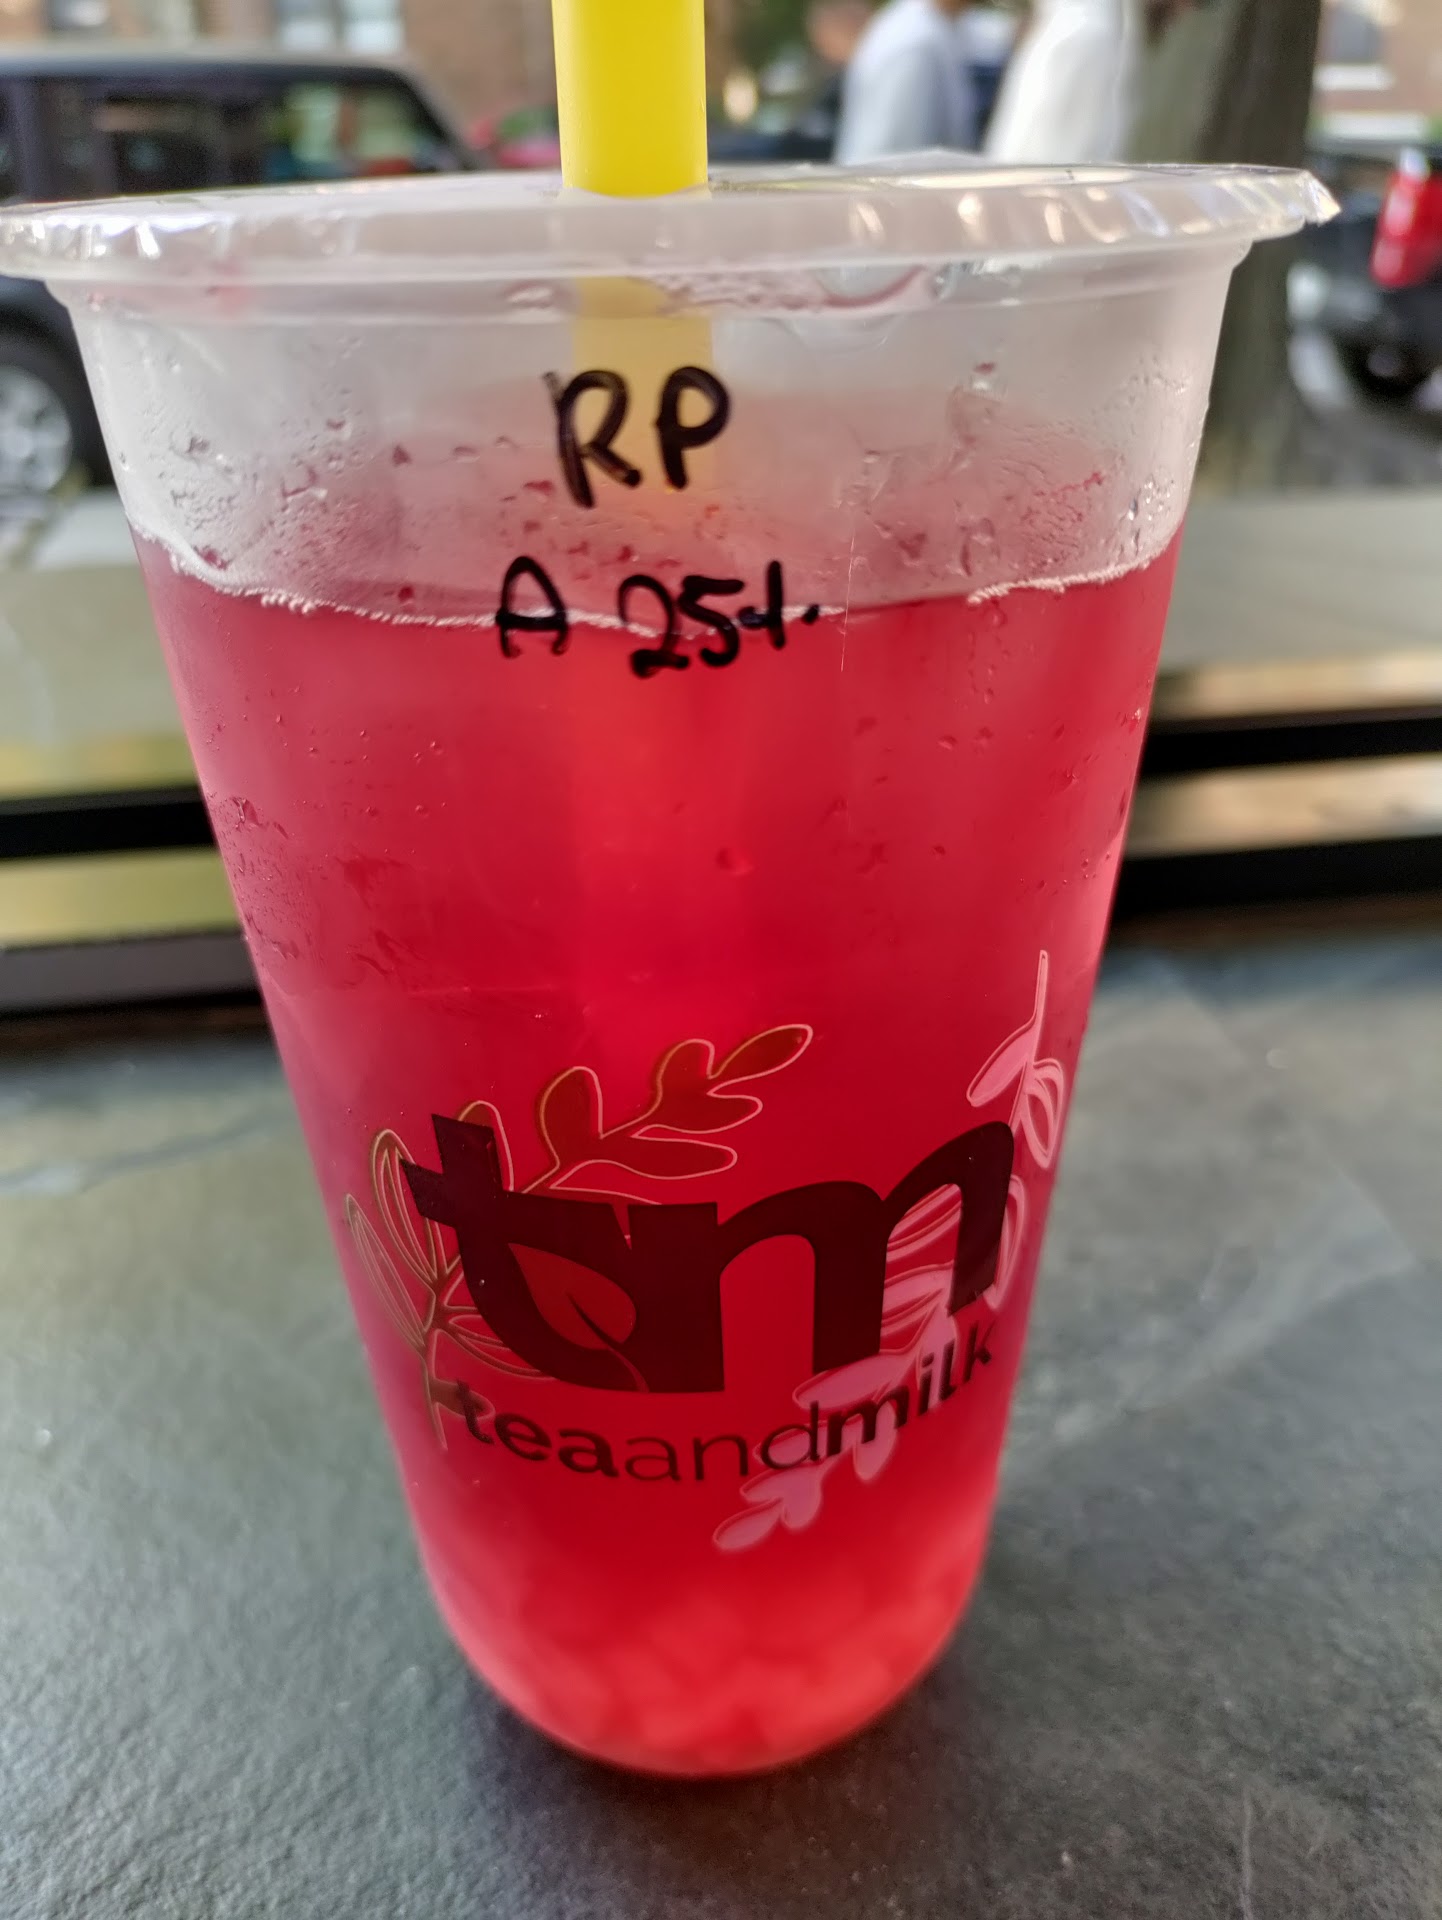 RP
A 25%
tm
teaandmilk